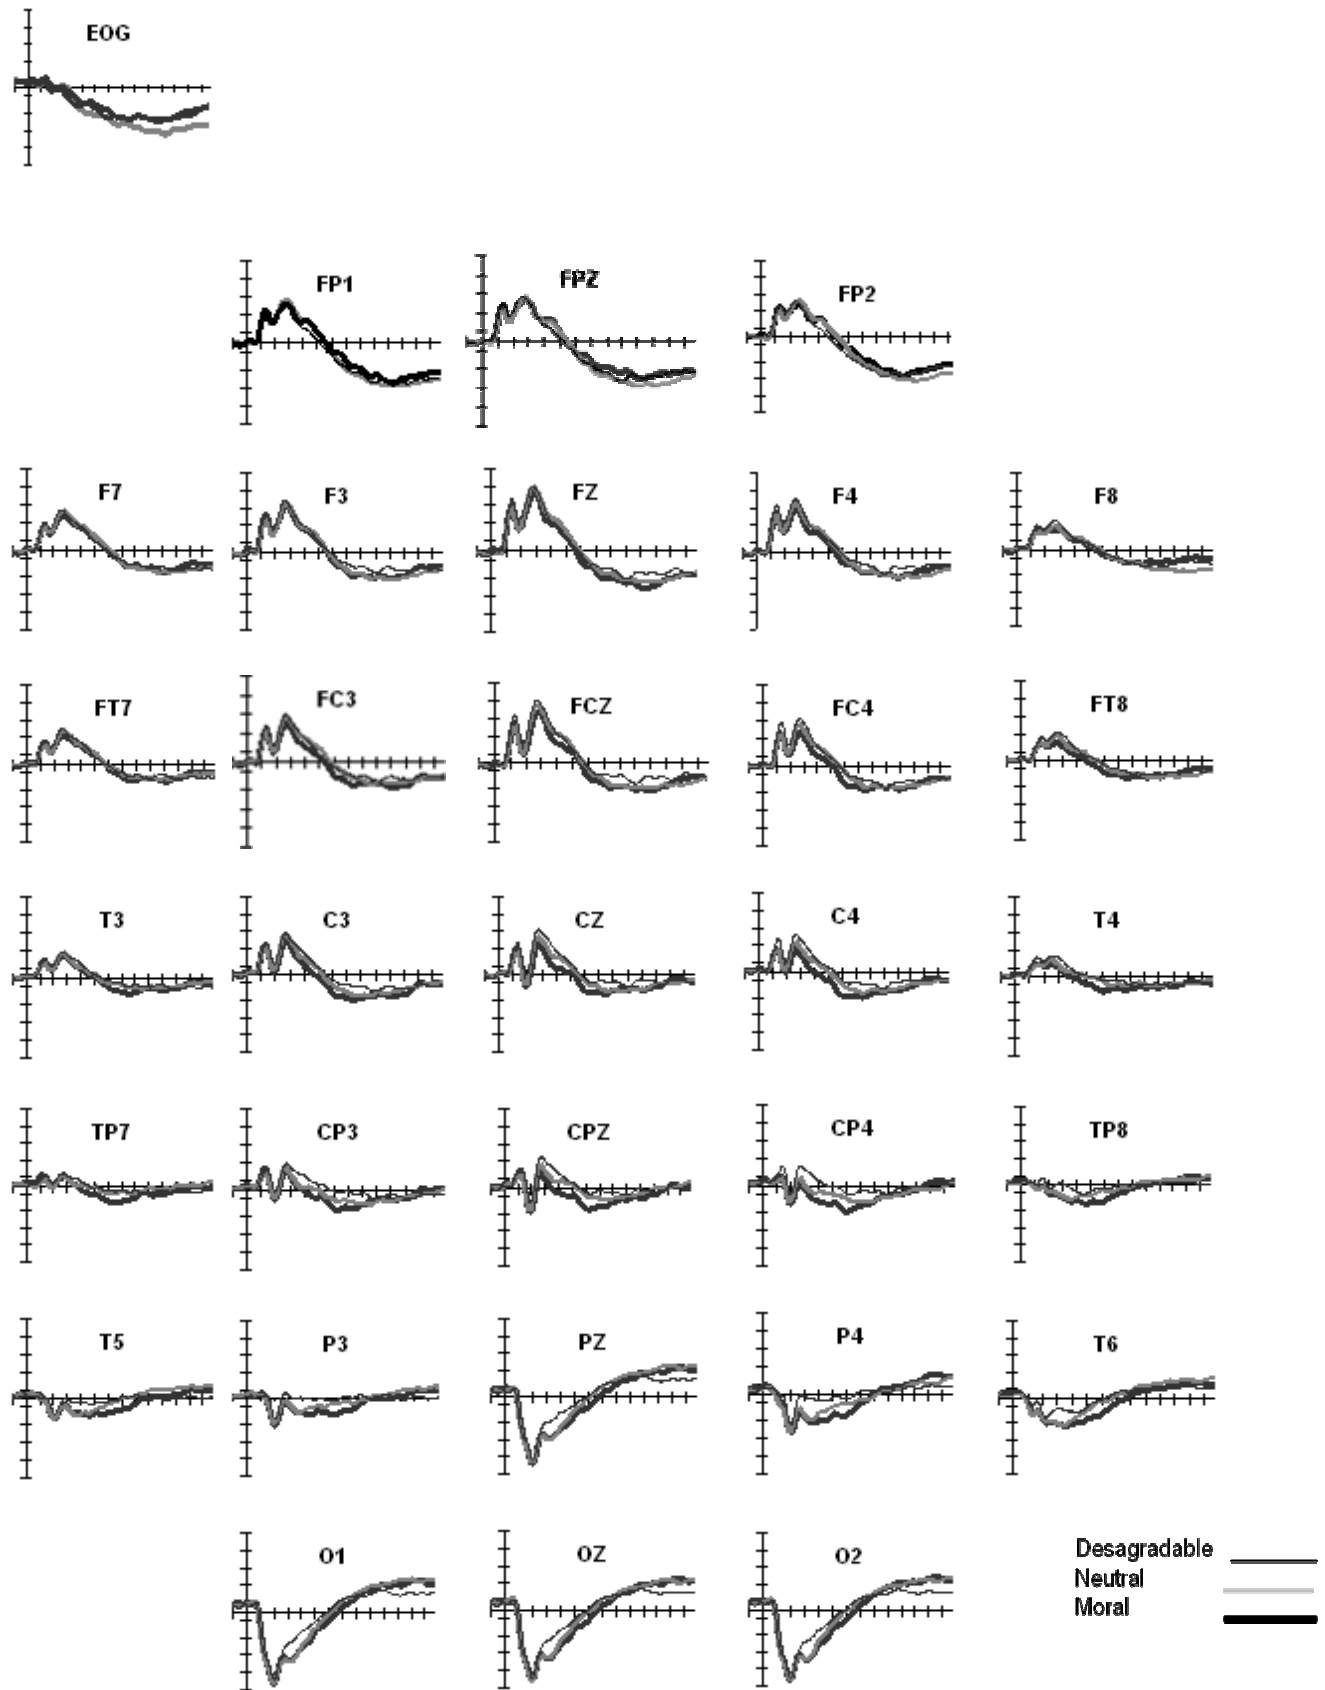 EOG
FP1
FPZ
FP2
F7
F3
FZ
F4
F8
FT7
FC3
FCZ
FC4
FT8
T3
C3
CZ
C4
T4
TP7
CP3
CPZ
CP4
TP8
T5
P3
PZ
P4
T6
O1
OZ
O2
Desagradable
Neutral
Moral